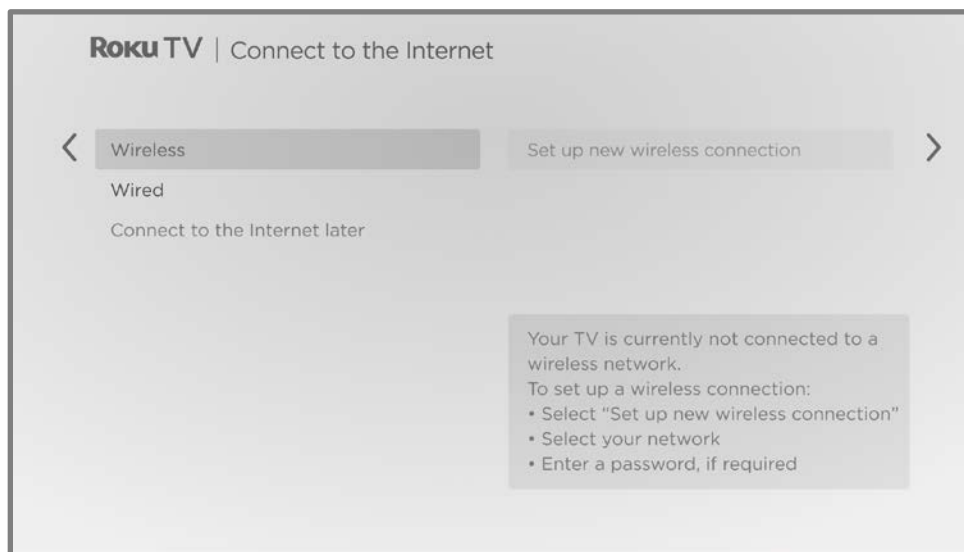 Roku TV | Connect to the Internet
Wireless
Set up new wireless connection
Wired
Connect to the Internet later
Your TV is currently not connected to a
wireless network.
To set up a wireless connection:
• Select “Set up new wireless connection”
• Select your network
• Enter a password, if required